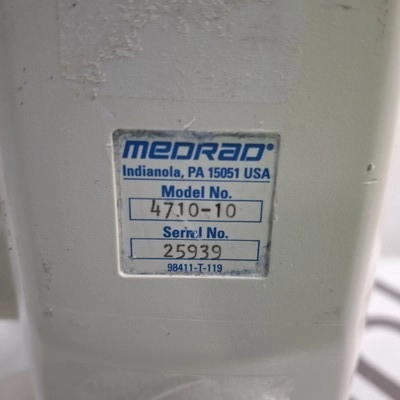 MEDRAD®
Indianola, PA 15051 USA
Model No.
4710-10
Serial No.
25939
98411-T-119